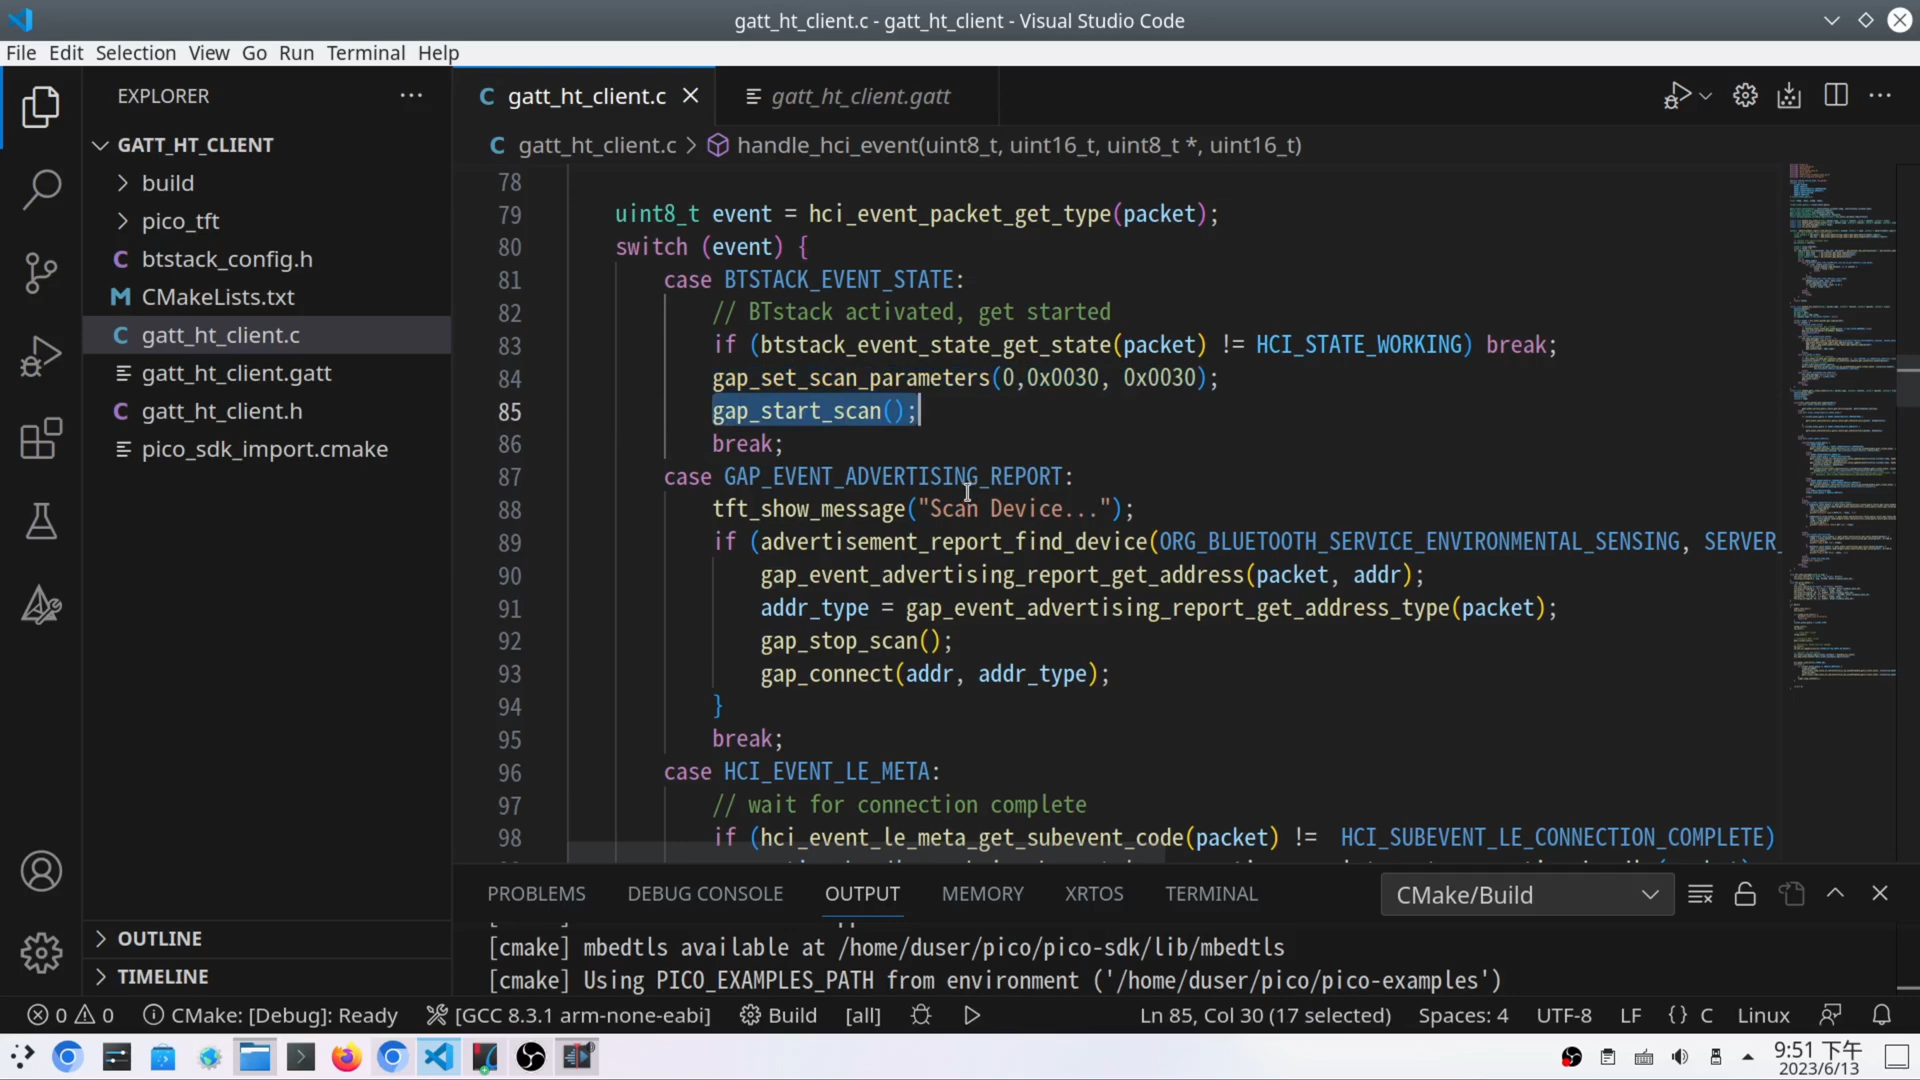 gatt_ht_client.c - gatt_ht_client - Visual Studio Code
File Edit Selection View Go Run Terminal Help
EXPLORER
GATT_HT_CLIENT
build
pico_tft
C btstack_config.h
M CMakeLists.txt
C gatt_ht_client.c
gatt_ht_client.gatt
C gatt_ht_client.h
pico_sdk_import.cmake
OUTLINE
TIMELINE
C gatt_ht_client.c
gatt_ht_client.gatt
C gatt_ht_client.c > handle_hci_event(uint8_t, uint16_t, uint8_t *, uint16_t)
78
79 uint8_t event = hci_event_packet_get_type(packet);
80 switch (event) {
81 case BTSTACK_EVENT_STATE:
82 // BTstack activated, get started
83 if (btstack_event_state_get_state(packet) != HCI_STATE_WORKING) break;
84 gap_set_scan_parameters(0,0x0030, 0x0030);
85 gap_start_scan();
86 break;
87 case GAP_EVENT_ADVERTISING_REPORT:
88 tft_show_message("Scan Device...");
89 if (advertisement_report_find_device(ORG_BLUETOOTH_SERVICE_ENVIRONMENTAL_SENSING, SERVER_
90 gap_event_advertising_report_get_address(packet, addr);
91 addr_type = gap_event_advertising_report_get_address_type(packet);
92 gap_stop_scan();
93 gap_connect(addr, addr_type);
94 }
95 break;
96 case HCI_EVENT_LE_META:
97 // wait for connection complete
98 if (hci_event_le_meta_get_subevent_code(packet) != HCI_SUBEVENT_LE_CONNECTION_COMPLETE)
PROBLEMS DEBUG CONSOLE OUTPUT MEMORY XRTOS TERMINAL
CMake/Build
[cmake] mbedtls available at /home/duser/pico/pico-sdk/lib/mbedtls
[cmake] Using PICO_EXAMPLES_PATH from environment ('/home/duser/pico/pico-examples')
0 0 CMake: [Debug]: Ready [GCC 8.3.1 arm-none-eabi] Build [all] Ln 85, Col 30 (17 selected) Spaces: 4 UTF-8 LF {} C Linux
9:51 下午
2023/6/13